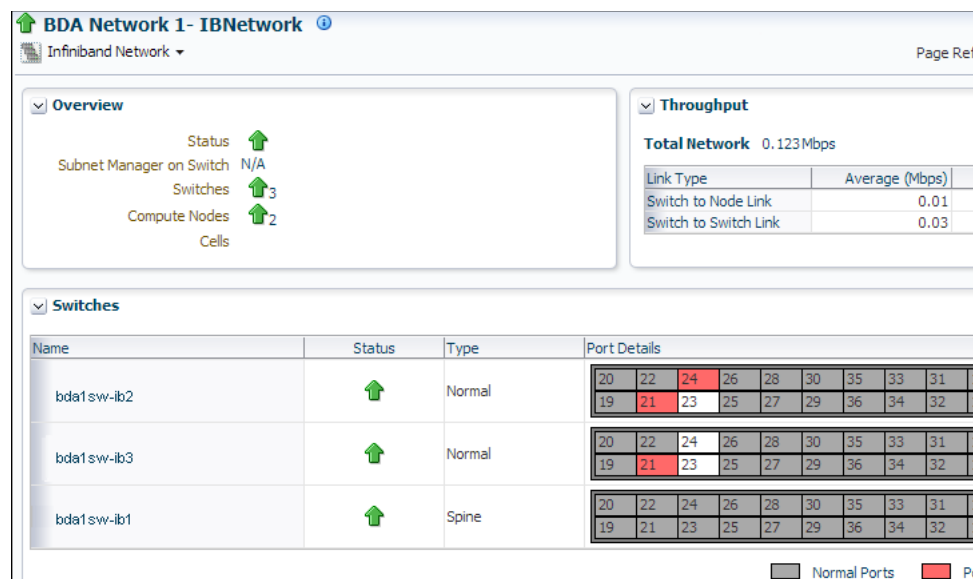 BDA Network 1- IBNetwork
Infiniband Network
Page Ref
Overview
Status
Subnet Manager on Switch N/A
Switches 3
Compute Nodes 2
Cells
Throughput
Total Network 0.123Mbps
Link Type Average (Mbps)
Switch to Node Link 0.01
Switch to Switch Link 0.03
Switches
Name Status Type Port Details
bda1sw-ib2 Normal
20 22 24 26 28 30 35 33 31
19 21 23 25 27 29 36 34 32
bda1sw-ib3 Normal
20 22 24 26 28 30 35 33 31
19 21 23 25 27 29 36 34 32
bda1sw-ib1 Spine
20 22 24 26 28 30 35 33 31
19 21 23 25 27 29 36 34 32
Normal Ports